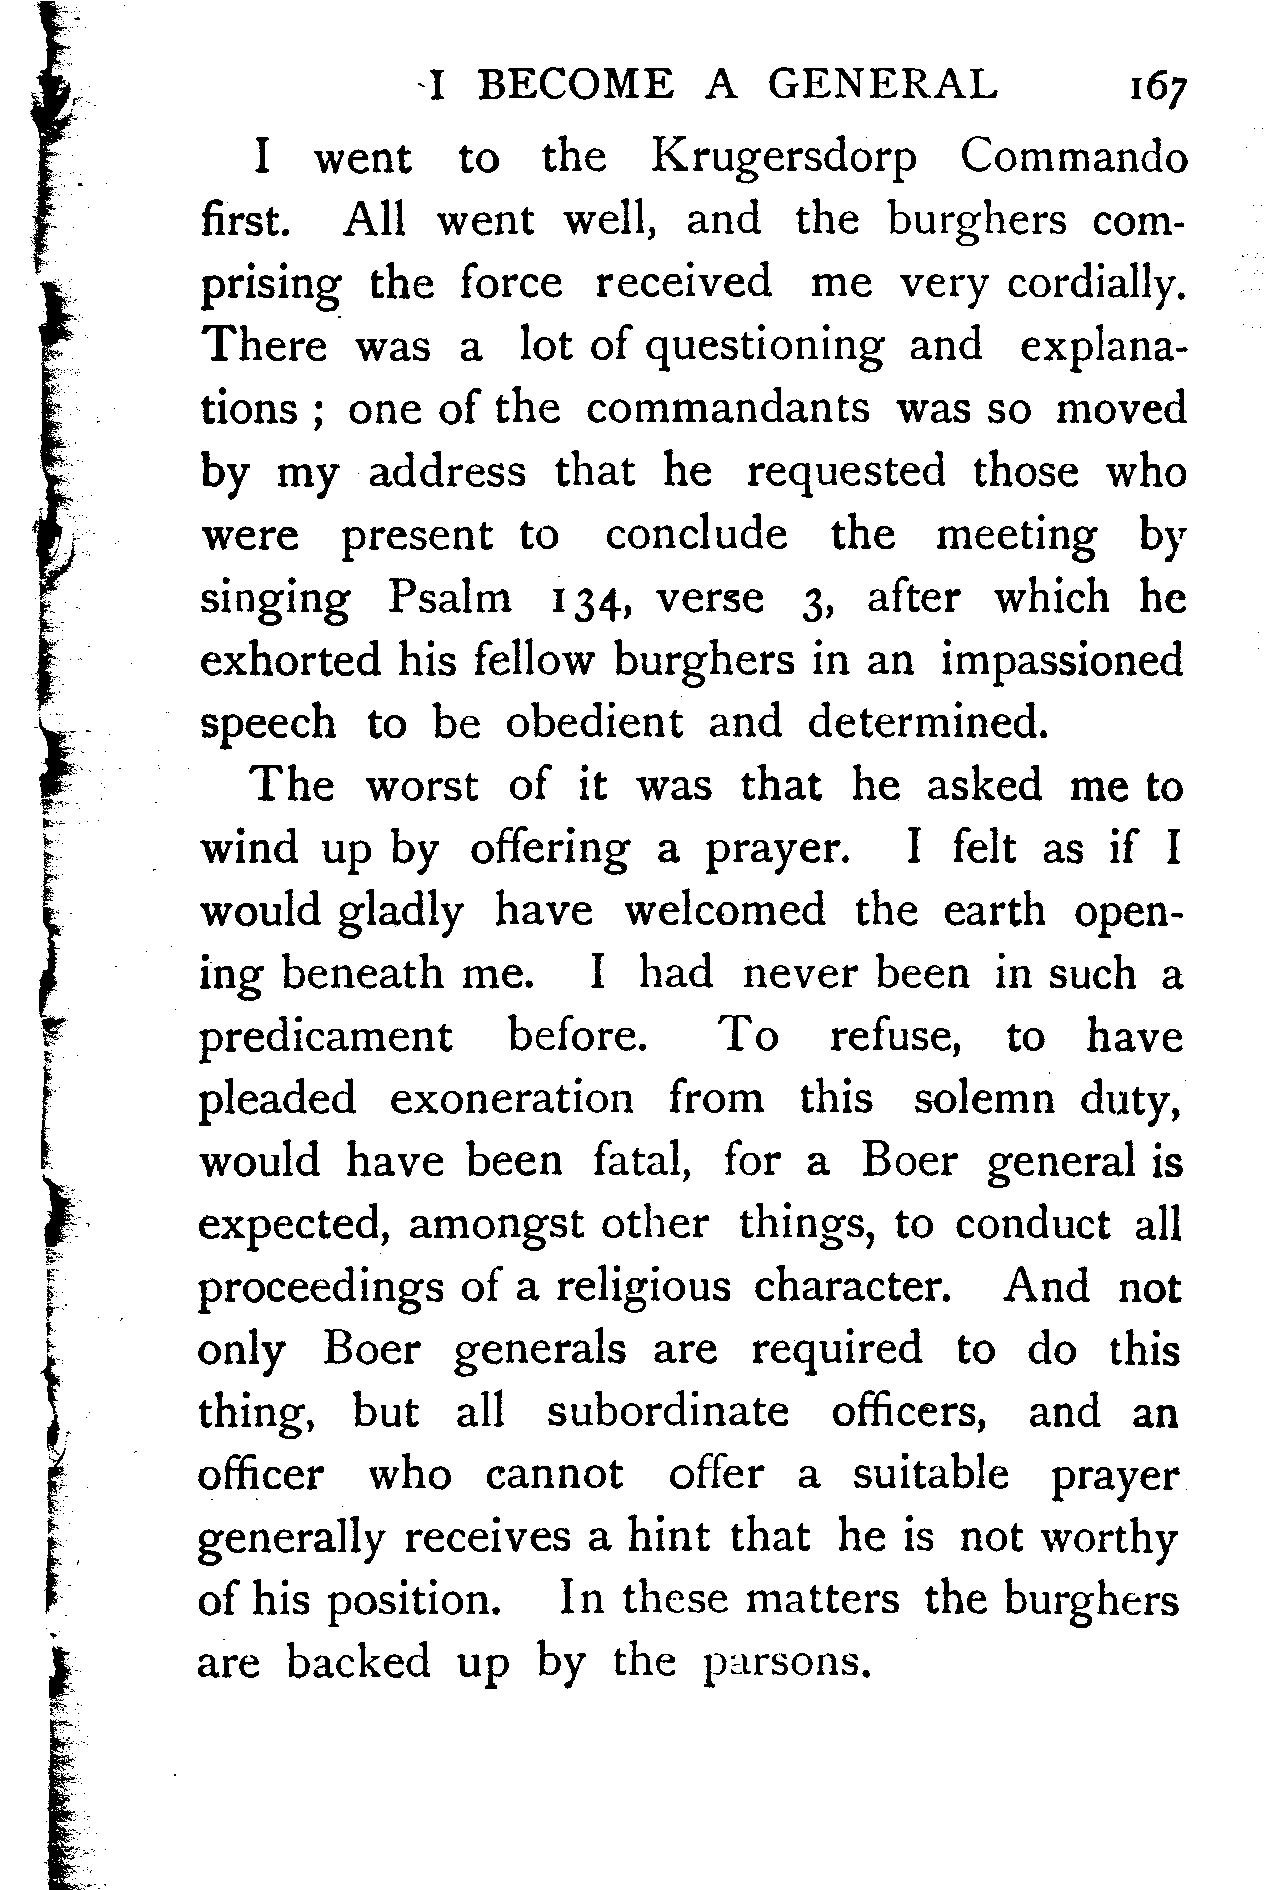 I BECOME A GENERAL 167
I went to the Krugersdorp Commando
first. All went well, and the burghers com-
prising the force received me very cordially.
There was a lot of questioning and explana-
tions ; one of the commandants was so moved
by my address that he requested those who
were present to conclude the meeting by
singing Psalm 134, verse 3, after which he
exhorted his fellow burghers in an impassioned
speech to be obedient and determined.
The worst of it was that he asked me to
wind up by offering a prayer. I felt as if I
would gladly have welcomed the earth open-
ing beneath me. I had never been in such a
predicament before. To refuse, to have
pleaded exoneration from this solemn duty,
would have been fatal, for a Boer general is
expected, amongst other things, to conduct all
proceedings of a religious character. And not
only Boer generals are required to do this
thing, but all subordinate officers, and an
officer who cannot offer a suitable prayer
generally receives a hint that he is not worthy
of his position. In these matters the burghers
are backed up by the parsons.